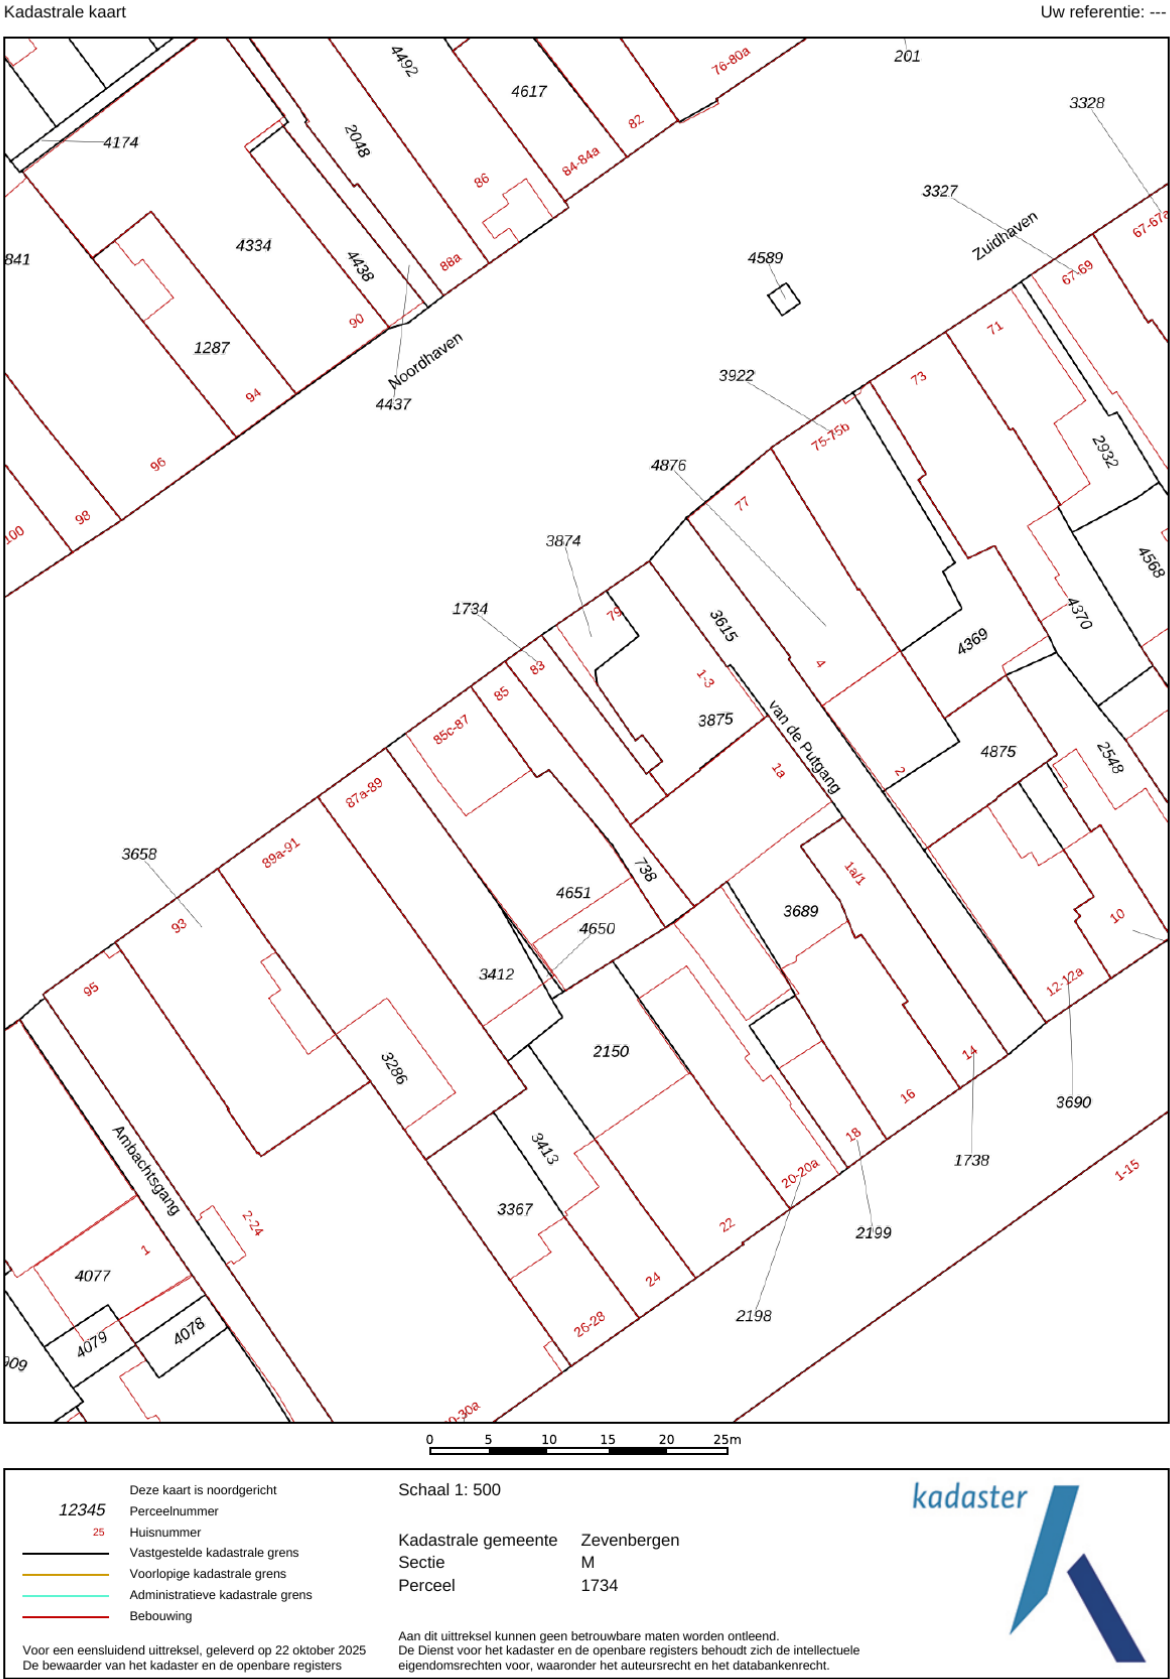 Kadastrale kaart
Uw referentie: ---
4492
76-80a
201
4617
3328
82
4174
2048
84-84a
86
3327
67-67a
Zuidhaven
4334
841
4438
88a
4589
67-69
90
71
1287
Noordhaven
3922
73
94
4437
75-75b
2932
96
4876
77
98
100
3874
4568
1734
79
3615
4370
83
4369
4
1-3
85
3875
85c-87
van de Putgang
4875
2548
1a
2
87a-89
3658
89a-91
738
1a/1
4651
3689
93
4650
10
3412
95
12-12a
2150
14
3286
16
3690
Ambachtsgang
3413
18
1738
20-20a
1-15
3367
22
2-24
2199
1
4077
24
2198
26-28
4078
4079
909
0-30a
0 5 10 15 20 25m
Deze kaart is noordgericht
12345 Perceelnummer
25 Huisnummer
Vastgestelde kadastrale grens
Voorlopige kadastrale grens
Administratieve kadastrale grens
Bebouwing
Voor een eensluidend uittreksel, geleverd op 22 oktober 2025
De bewaarder van het kadaster en de openbare registers
Schaal 1: 500
Kadastrale gemeente Zevenbergen
Sectie M
Perceel 1734
Aan dit uittreksel kunnen geen betrouwbare maten worden ontleend.
De Dienst voor het kadaster en de openbare registers behoudt zich de intellectuele
eigendomsrechten voor, waaronder het auteursrecht en het databankenrecht.
kadaster